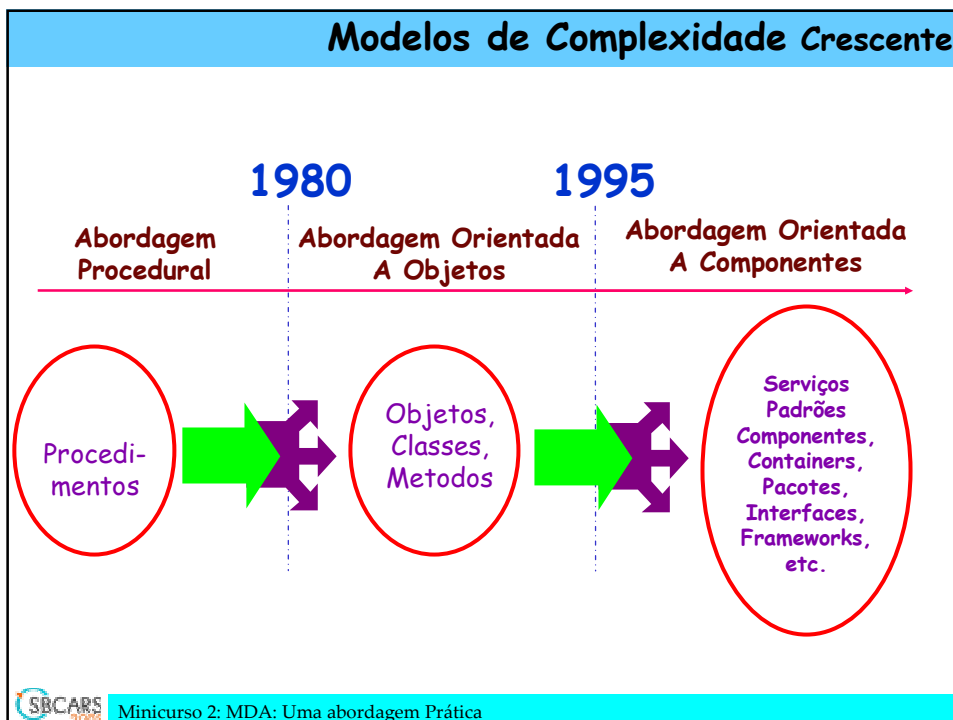 Modelos de Complexidade Crescente
1980
1995
Abordagem
Procedural
Abordagem Orientada
A Objetos
Abordagem Orientada
A Componentes
Procedi-
mentos
Objetos,
Classes,
Metodos
Serviços
Padrões
Componentes,
Containers,
Pacotes,
Interfaces,
Frameworks,
etc.
SBCARS
Minicurso 2: MDA: Uma abordagem Prática